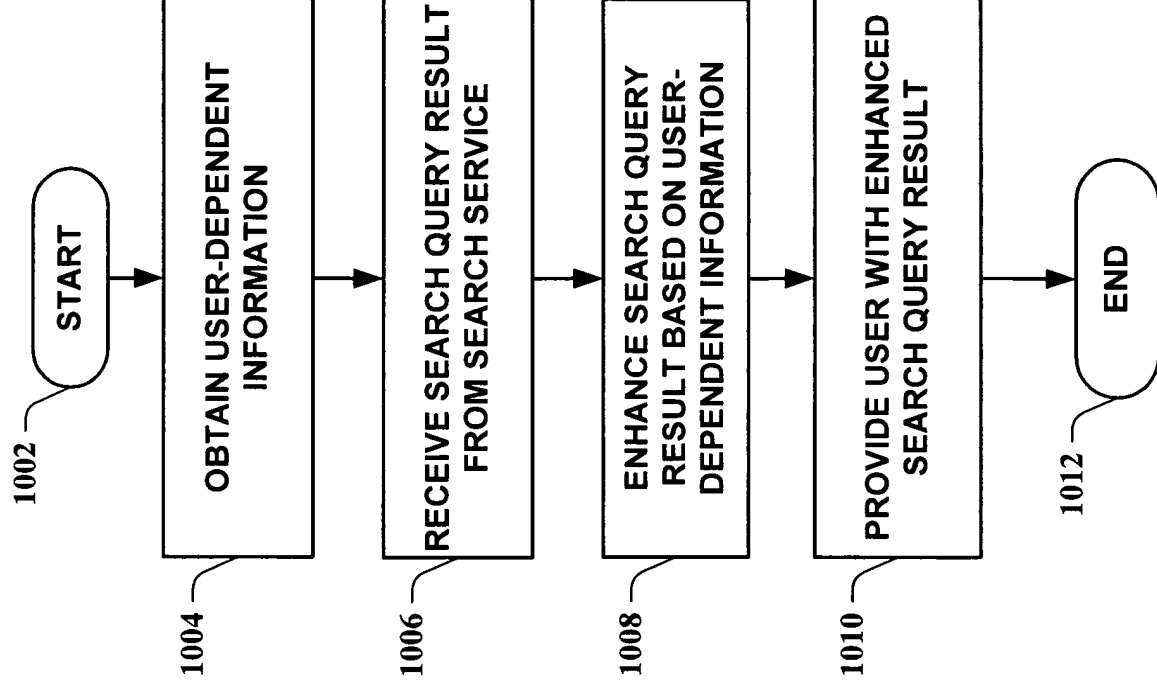 START
1002
OBTAIN USER-DEPENDENT
INFORMATION
1004
RECEIVE SEARCH QUERY RESULT
FROM SEARCH SERVICE
1006
ENHANCE SEARCH QUERY
RESULT BASED ON USER-
DEPENDENT INFORMATION
1008
PROVIDE USER WITH ENHANCED
SEARCH QUERY RESULT
1010
END
1012